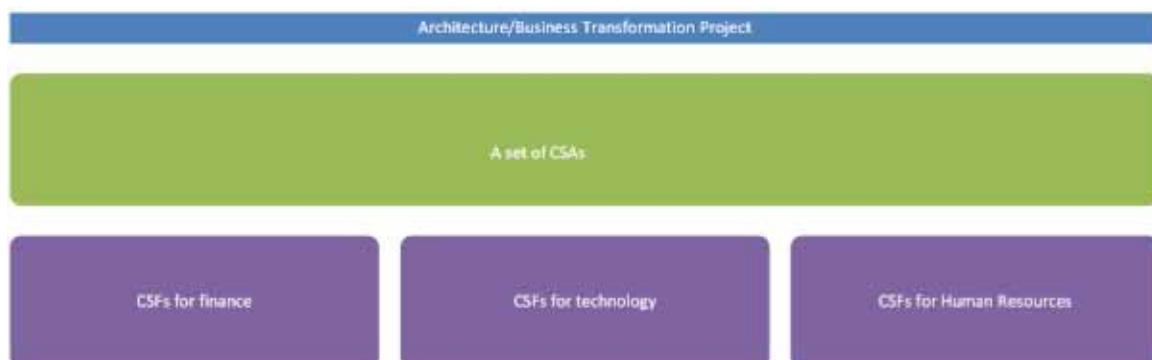 Architecture/Business Transformation Project
A set of CSAs
CSFs for finance
CSFs for technology
CSFs for Human Resources